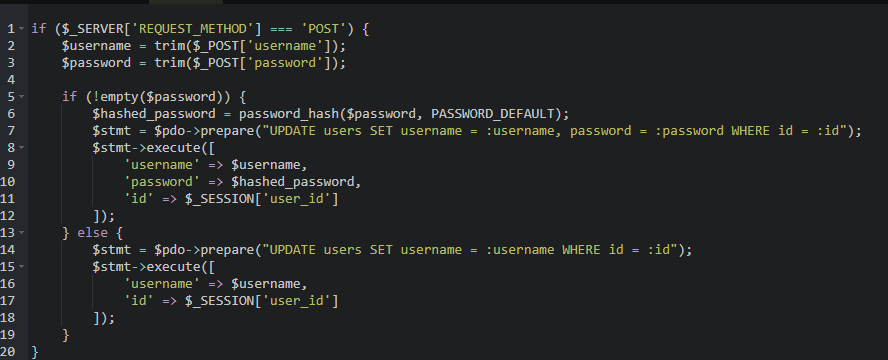 1 if ($_SERVER['REQUEST_METHOD'] === 'POST') {
2     $username = trim($_POST['username']);
3     $password = trim($_POST['password']);
4
5     if (!empty($password)) {
6         $hashed_password = password_hash($password, PASSWORD_DEFAULT);
7         $stmt = $pdo->prepare("UPDATE users SET username = :username, password = :password WHERE id = :id");
8         $stmt->execute([
9             'username' => $username,
10             'password' => $hashed_password,
11             'id' => $_SESSION['user_id']
12         ]);
13     } else {
14         $stmt = $pdo->prepare("UPDATE users SET username = :username WHERE id = :id");
15         $stmt->execute([
16             'username' => $username,
17             'id' => $_SESSION['user_id']
18         ]);
19     }
20 }